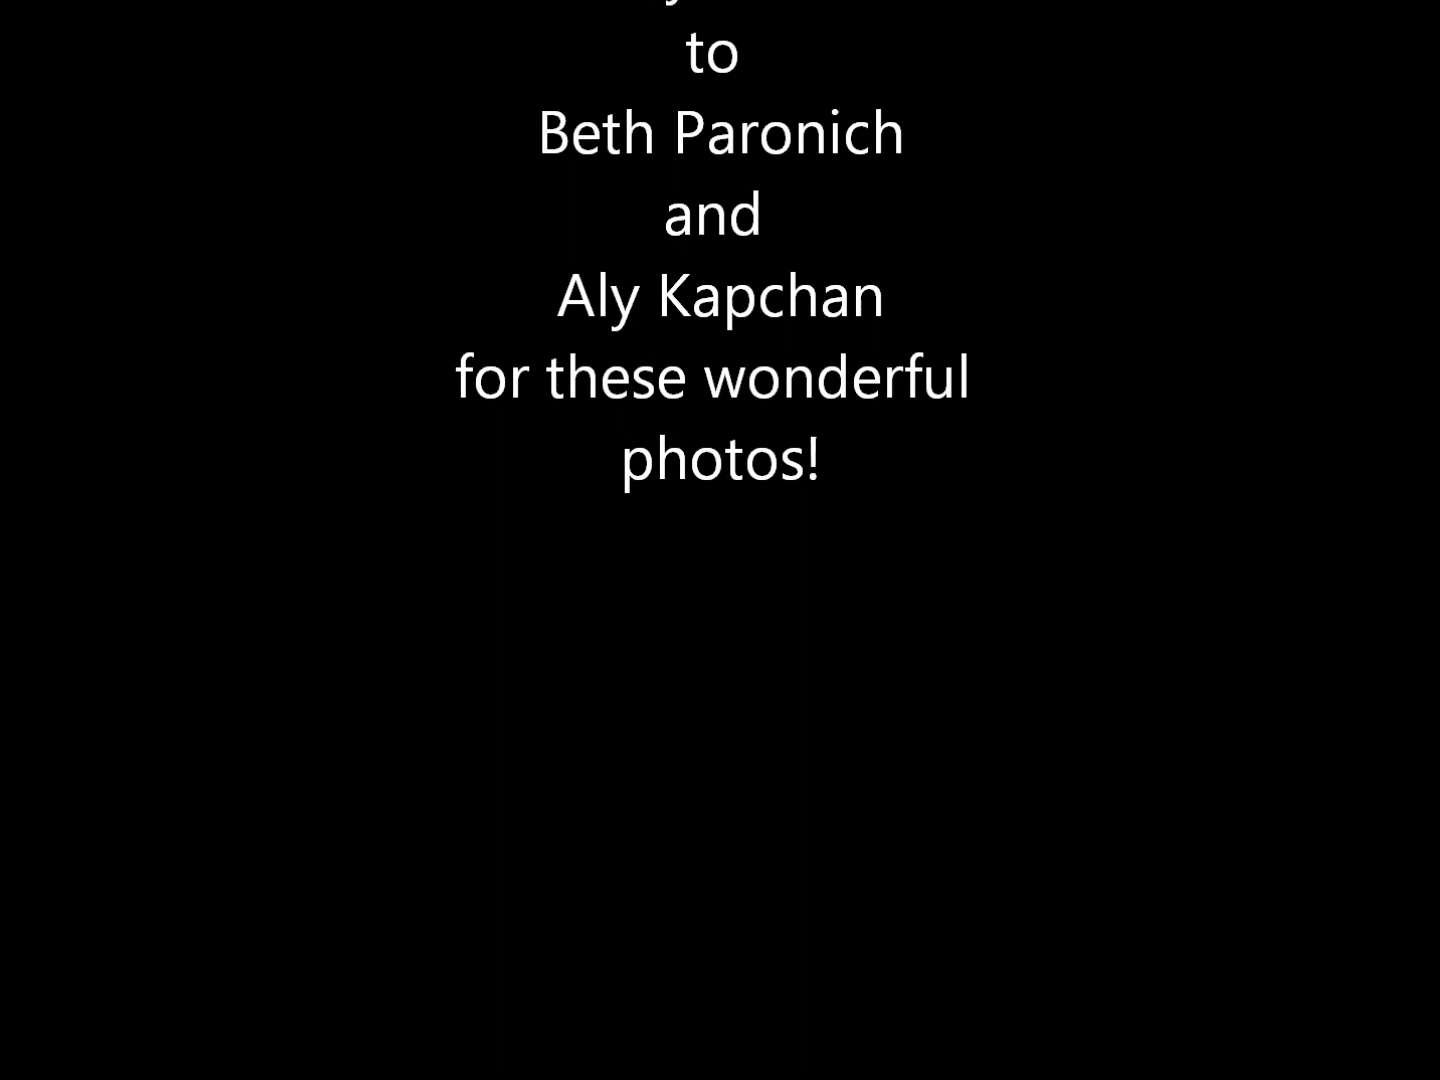 to
Beth Paronich
and
Aly Kapchan
for these wonderful
photos!